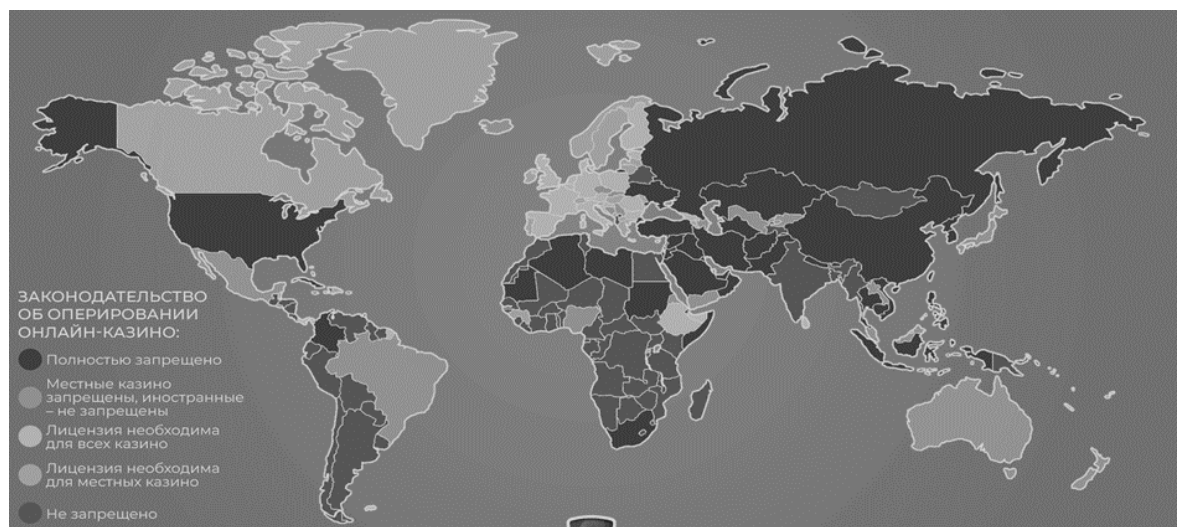 ЗАКОНОДАТЕЛЬСТВО
ОБ ОПЕРИРОВАНИИ
ОНЛАЙН-КАЗИНО:
Полностью запрещено
Местные казино
запрещены, иностранные
– не запрещены
Лицензия необходима
для всех казино
Лицензия необходима
для местных казино
Не запрещено